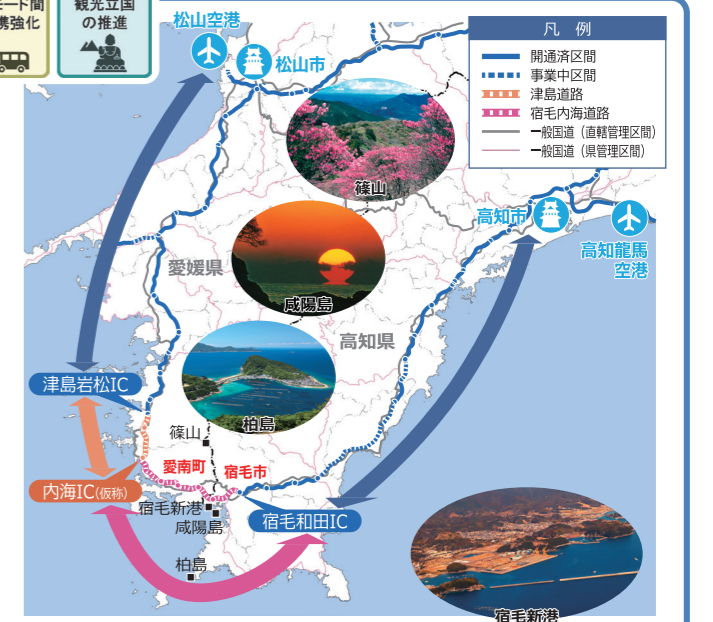 モード間
携強化
観光立国
の推進
松山空港
松山市
凡 例
開通済区間
事業中区間
津島道路
宿毛内海道路
一般国道（直轄管理区間）
一般国道（県管理区間）
篠山
高知市
高知龍馬
空港
愛媛県
咸陽島
高知県
柏島
津島岩松IC
篠山
愛南町
宿毛市
内海IC(仮称)
宿毛新港
咸陽島
宿毛和田IC
柏島
宿毛新港